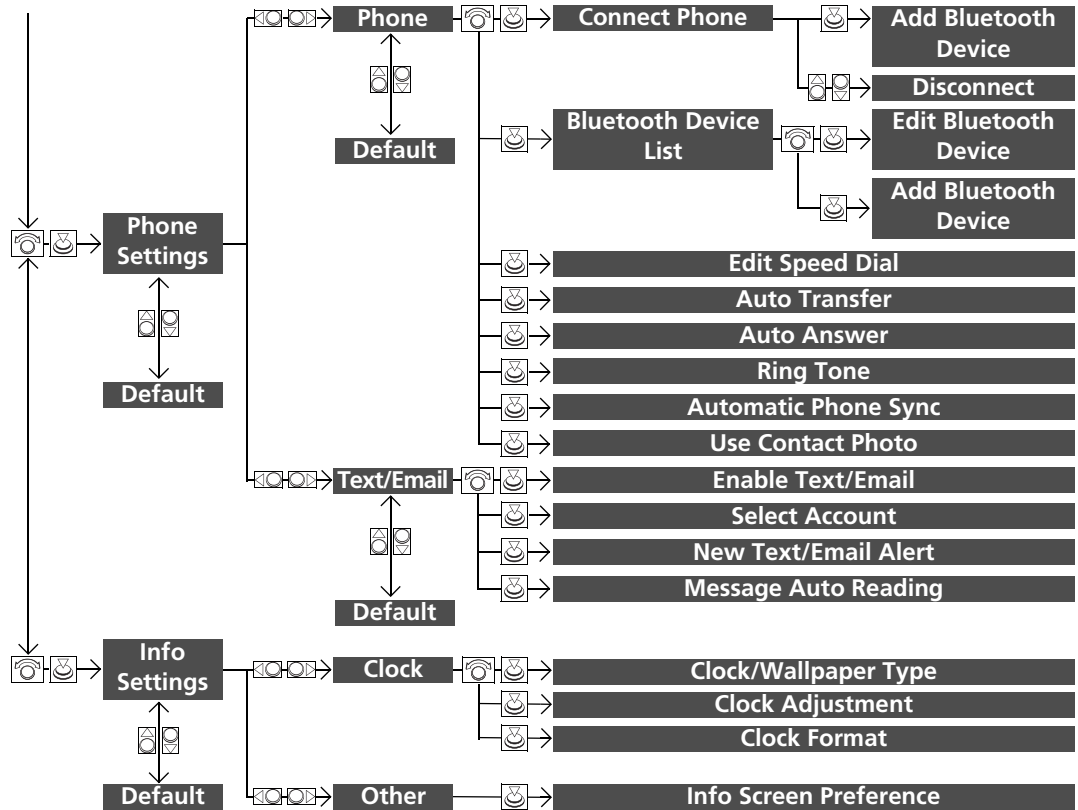 Phone
Connect Phone
Add Bluetooth
Device
Disconnect
Default
Bluetooth Device
List
Edit Bluetooth
Device
Add Bluetooth
Device
Phone
Settings
Default
Edit Speed Dial
Auto Transfer
Auto Answer
Ring Tone
Automatic Phone Sync
Use Contact Photo
Text/Email
Enable Text/Email
Select Account
New Text/Email Alert
Message Auto Reading
Default
Info
Settings
Default
Clock
Clock/Wallpaper Type
Clock Adjustment
Clock Format
Other
Info Screen Preference